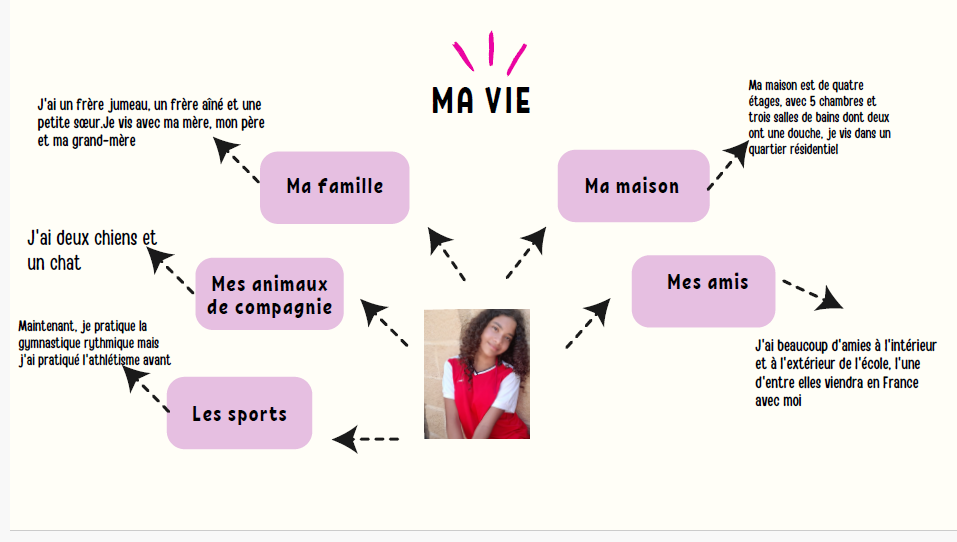 MA VIE
J'ai un frère jumeau, un frère aîné et une
petite sœur.Je vis avec ma mère, mon père
et ma grand-mère
Ma famille
J'ai deux chiens et
un chat
Mes animaux
de compagnie
Maintenant, je pratique la
gymnastique rythmique mais
j'ai pratiqué l'athlétisme avant
Les sports
Ma maison est de quatre
étages, avec 5 chambres et
trois salles de bains dont deux
ont une douche, je vis dans un
quartier résidentiel
Ma maison
Mes amis
J'ai beaucoup d'amies à l'intérieur
et à l'extérieur de l'école, l'une
d'entre elles viendra en France
avec moi